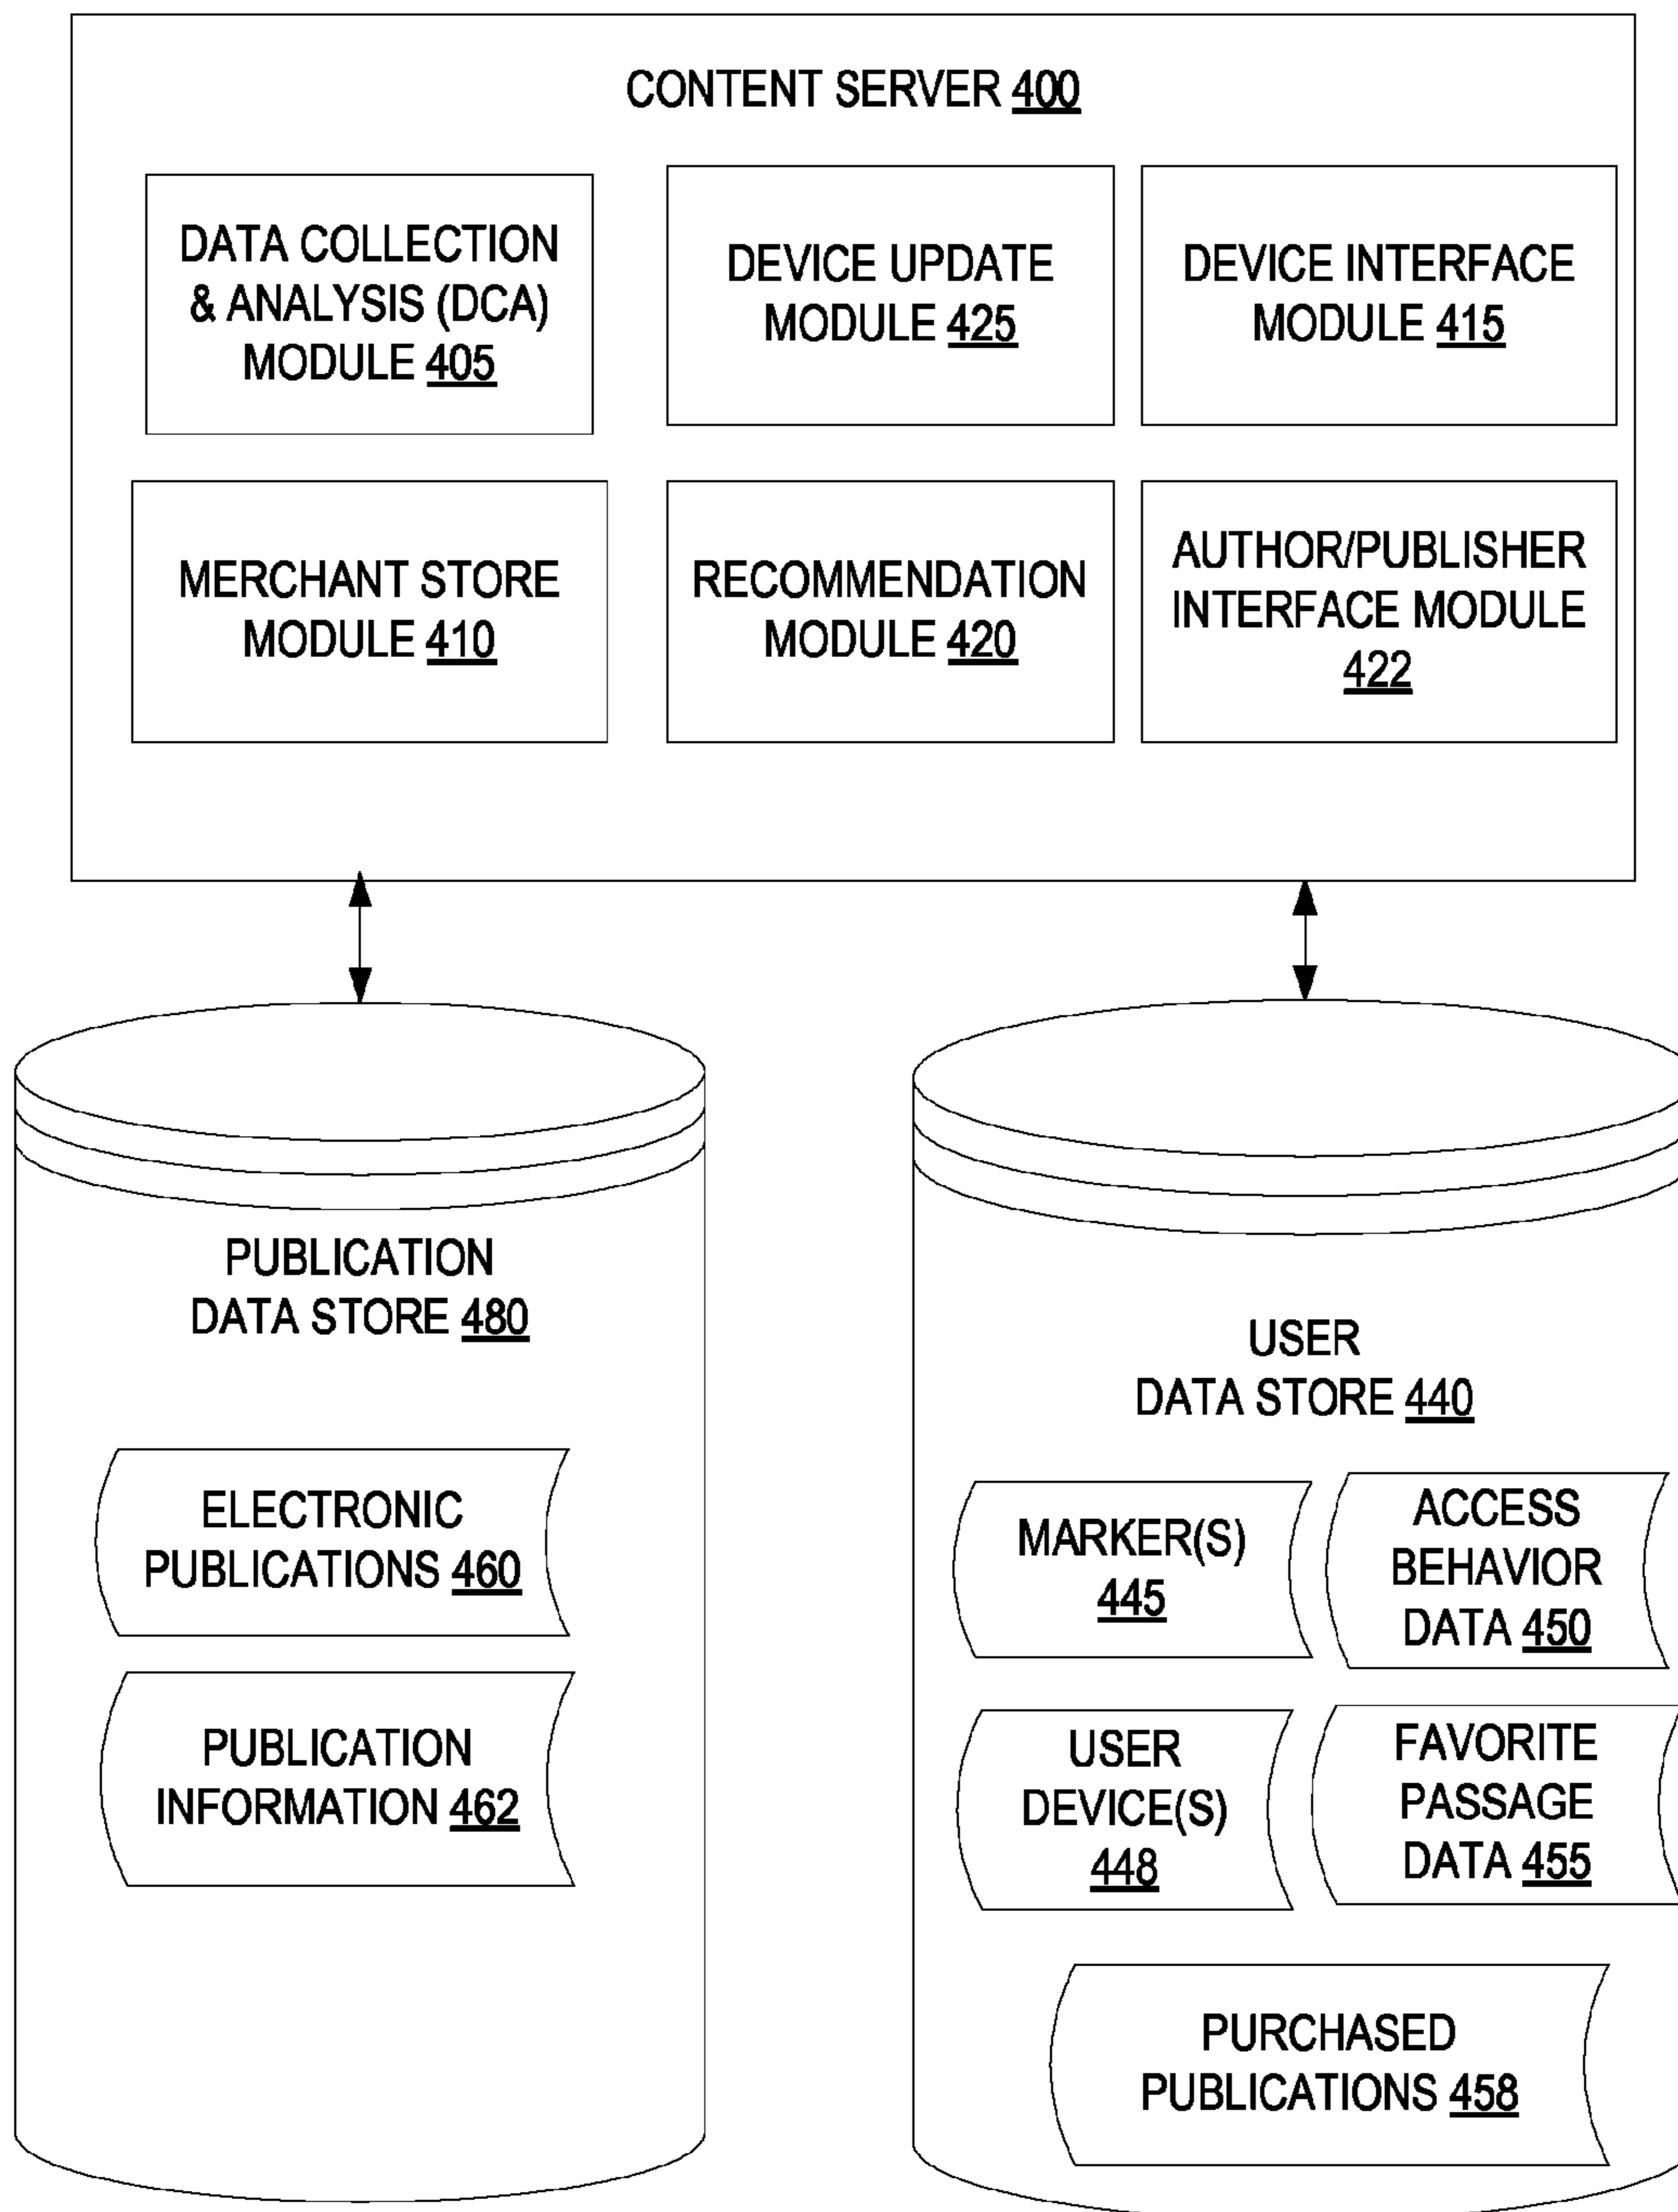 CONTENT SERVER 400
DATA COLLECTION
& ANALYSIS (DCA)
MODULE 405
DEVICE UPDATE
MODULE 425
DEVICE INTERFACE
MODULE 415
MERCHANT STORE
MODULE 410
RECOMMENDATION
MODULE 420
AUTHOR/PUBLISHER
INTERFACE MODULE
422
PUBLICATION
DATA STORE 480
ELECTRONIC
PUBLICATIONS 460
PUBLICATION
INFORMATION 462
USER
DATA STORE 440
MARKER(S)
445
ACCESS
BEHAVIOR
DATA 450
USER
DEVICE(S)
448
FAVORITE
PASSAGE
DATA 455
PURCHASED
PUBLICATIONS 458